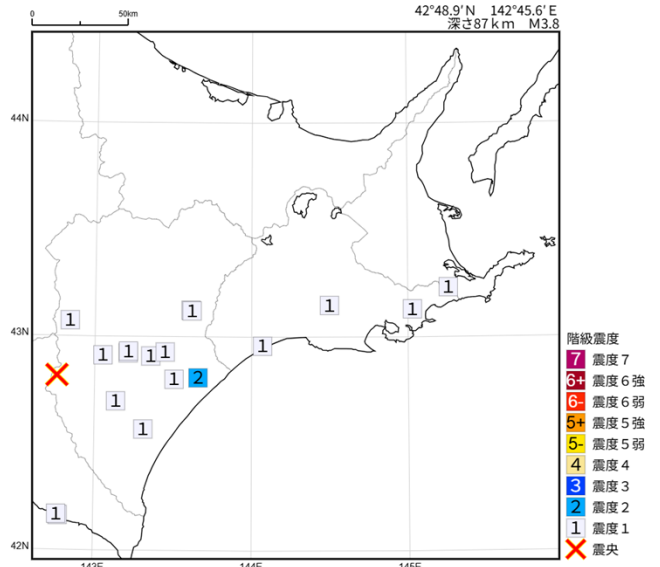 0 50km
42°48.9'N 142°45.6'E
深さ87km M3.8
44N
1
1
1
1
1
43N
1
1
1
1
1
1
1
2
1
1
1
42N
143E 144E 145E
階級震度
7 震度７
6+ 震度６強
6- 震度６弱
5+ 震度５強
5- 震度５弱
4 震度４
3 震度３
2 震度２
1 震度１
震央